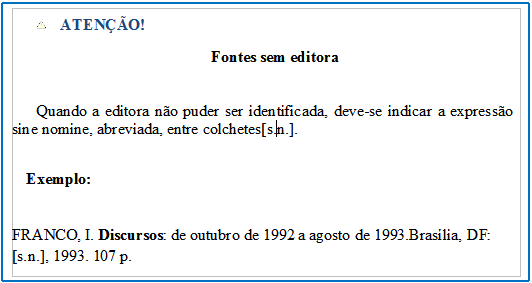 ATENÇÃO!
Fontes sem editora
Quando a editora não puder ser identificada, deve-se indicar a expressão
sine nomine, abreviada, entre colchetes[s.n.].
Exemplo:
FRANCO, I. Discursos: de outubro de 1992 a agosto de 1993.Brasília, DF:
[s.n.], 1993. 107 p.